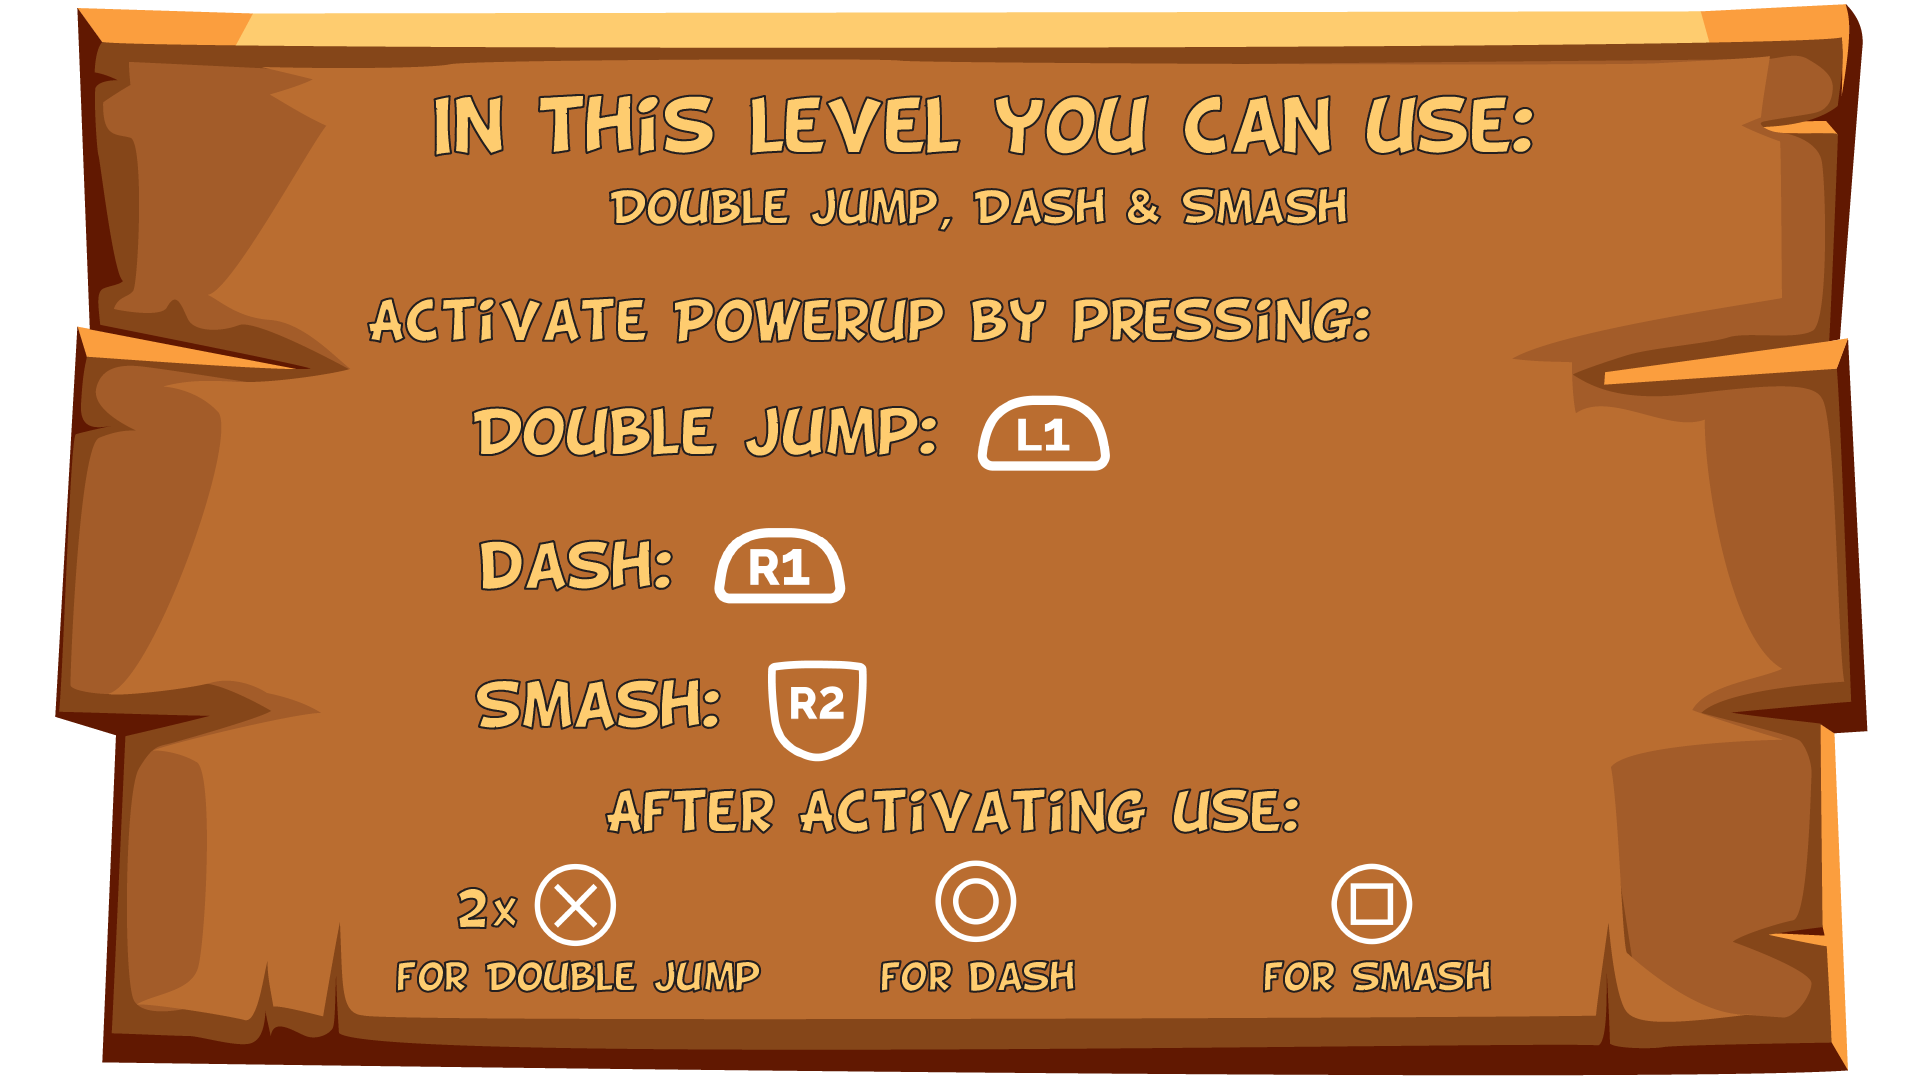 IN THIS LEVEL YOU CAN USE:
DOUBLE JUMP, DASH & SMASH
ACTIVATE POWERUP BY PRESSING:
DOUBLE JUMP: L1
DASH: R1
SMASH: R2
AFTER ACTIVATING USE:
2x
FOR DOUBLE JUMP FOR DASH FOR SMASH